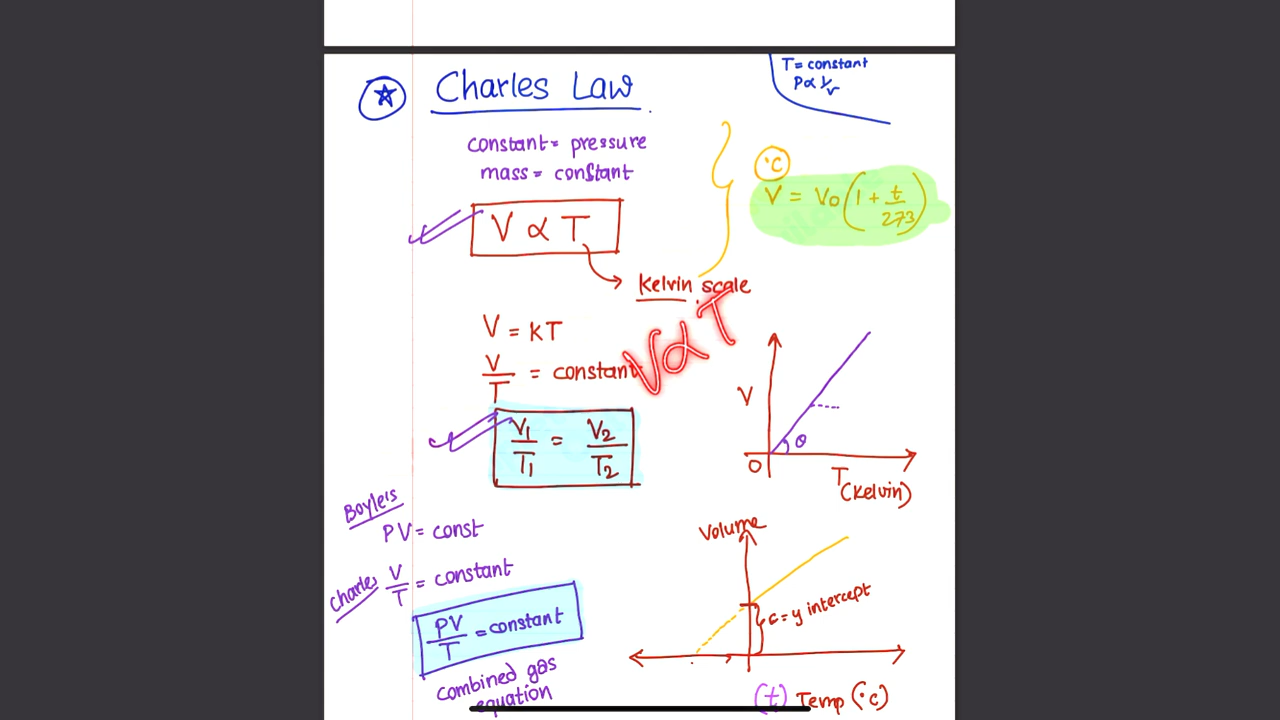 T = constant
P ∝ 1/V
Charles Law
constant = pressure
mass = constant
°C
V = V₀ (1 + t/273)
V ∝ T
Kelvin scale
V = KT
V ∝ T
V/T = constant
V₁/T₁ = V₂/T₂
V
θ
O
T (Kelvin)
Boyle's
PV = const
Charles V/T = constant
PV/T = constant
Combined gas
equation
Volume
c = y intercept
(t) Temp (°C)